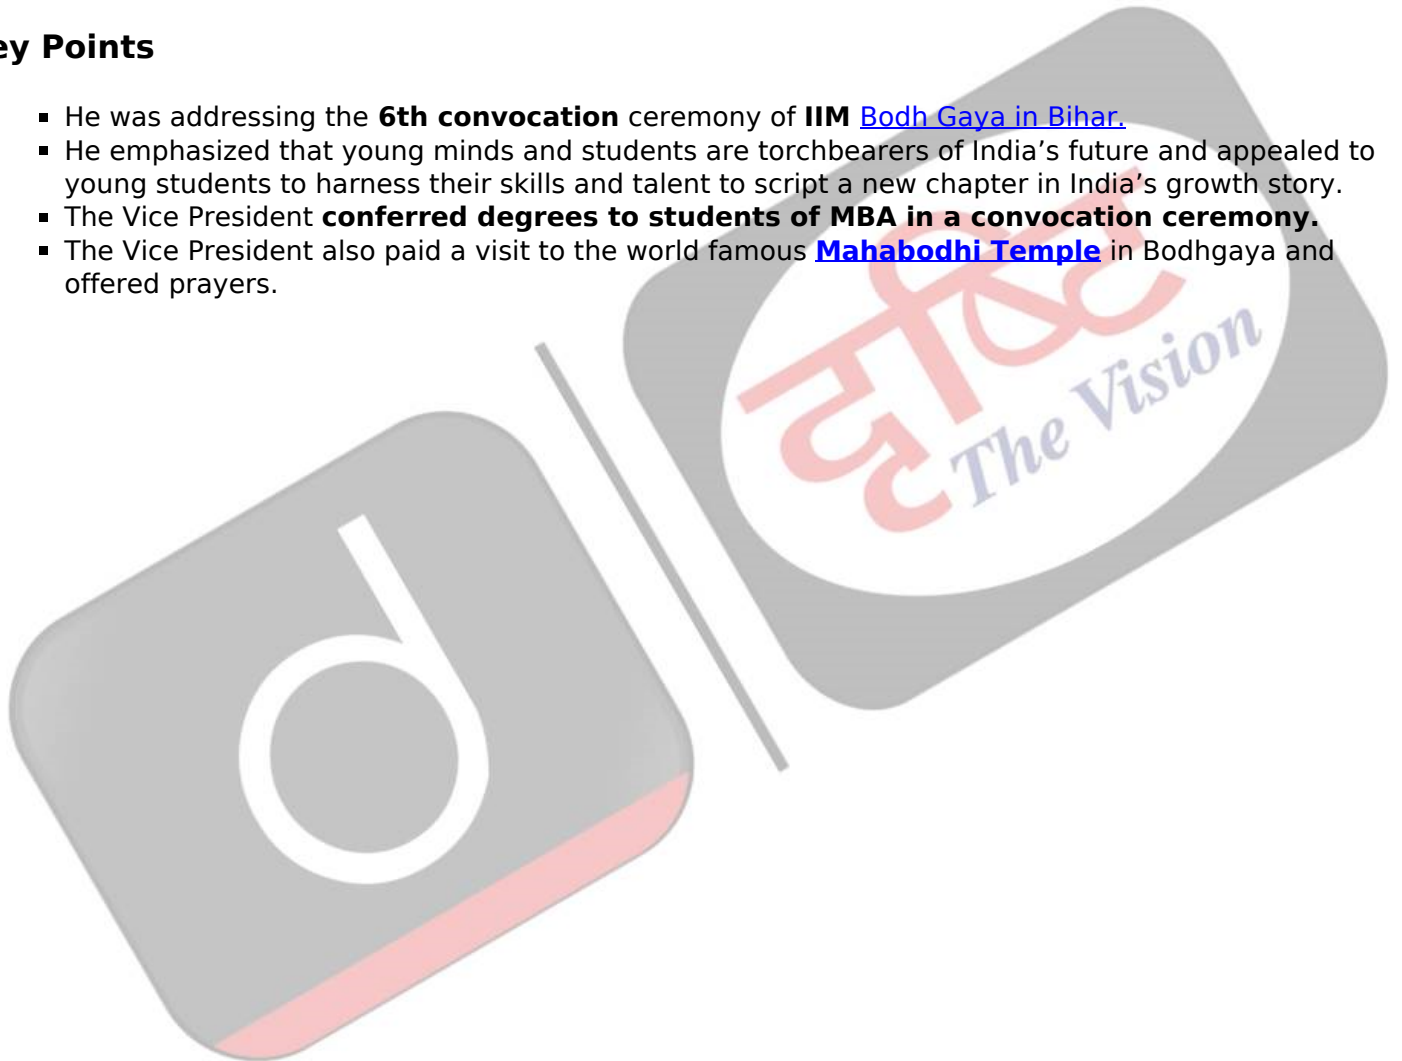 ey Points
▪ He was addressing the 6th convocation ceremony of IIM Bodh Gaya in Bihar.
▪ He emphasized that young minds and students are torchbearers of India’s future and appealed to
young students to harness their skills and talent to script a new chapter in India’s growth story.
▪ The Vice President conferred degrees to students of MBA in a convocation ceremony.
▪ The Vice President also paid a visit to the world famous Mahabodhi Temple in Bodhgaya and
offered prayers.
दृष्टि
The Vision
d